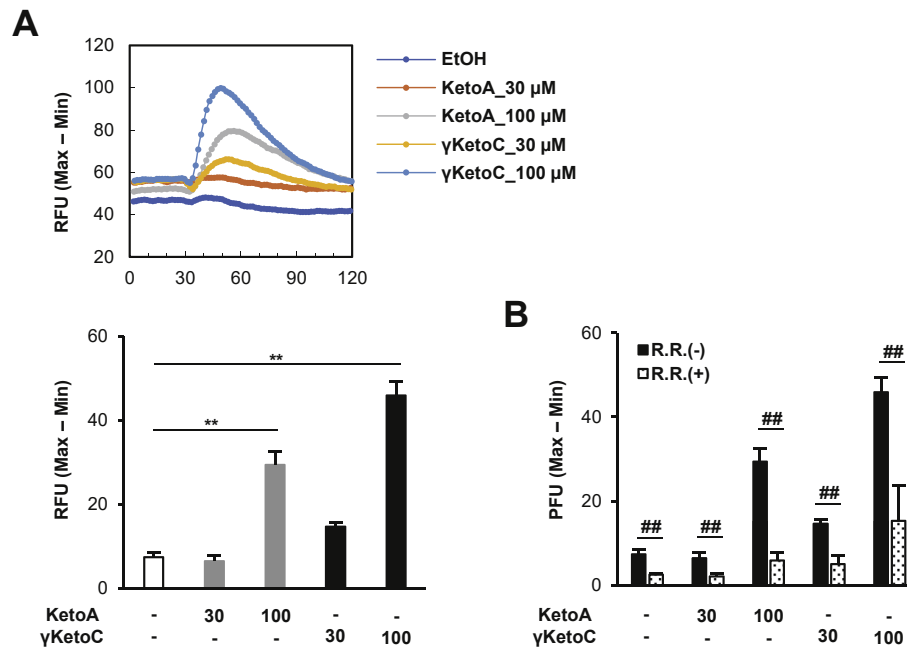 A
RFU (Max – Min)
120
100
80
60
40
20
0 30 60 90 120
EtOH
KetoA_30 μM
KetoA_100 μM
γKetoC_30 μM
γKetoC_100 μM
RFU (Max – Min)
60
40
20
0
**
**
KetoA - 30 100 - -
γKetoC - - - 30 100
B
PFU (Max – Min)
60
40
20
0
R.R.(-)
R.R.(+)
## ## ## ## ##
KetoA - 30 100 - -
γKetoC - - - 30 100